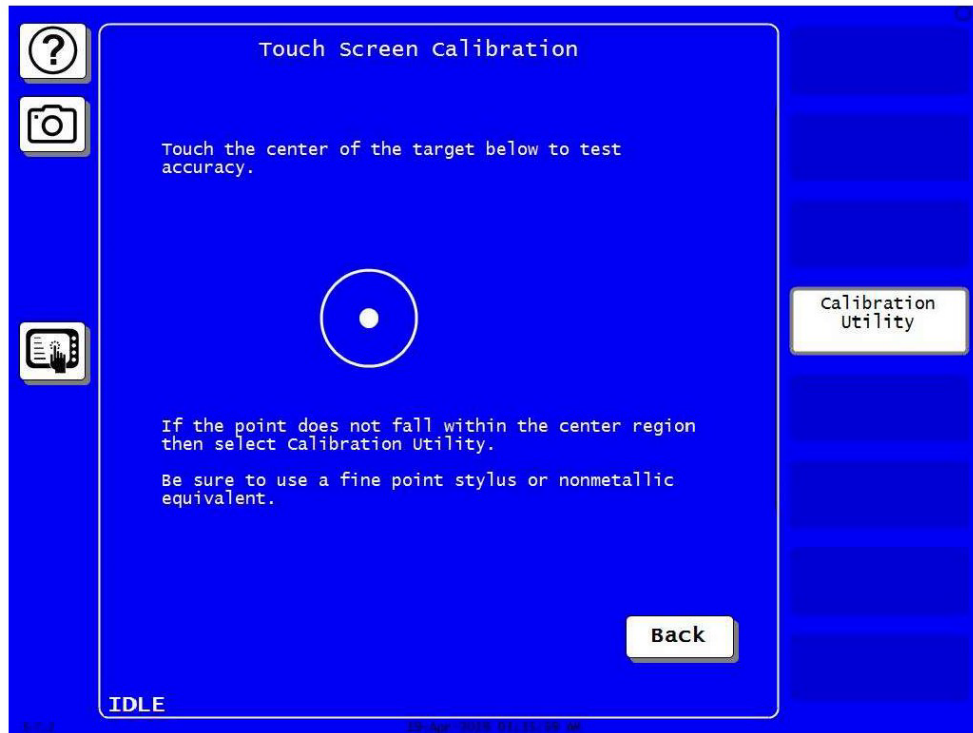 ?
Touch Screen Calibration
Touch the center of the target below to test
accuracy.
Calibration
Utility
If the point does not fall within the center region
then select Calibration Utility.
Be sure to use a fine point stylus or nonmetallic
equivalent.
Back
IDLE